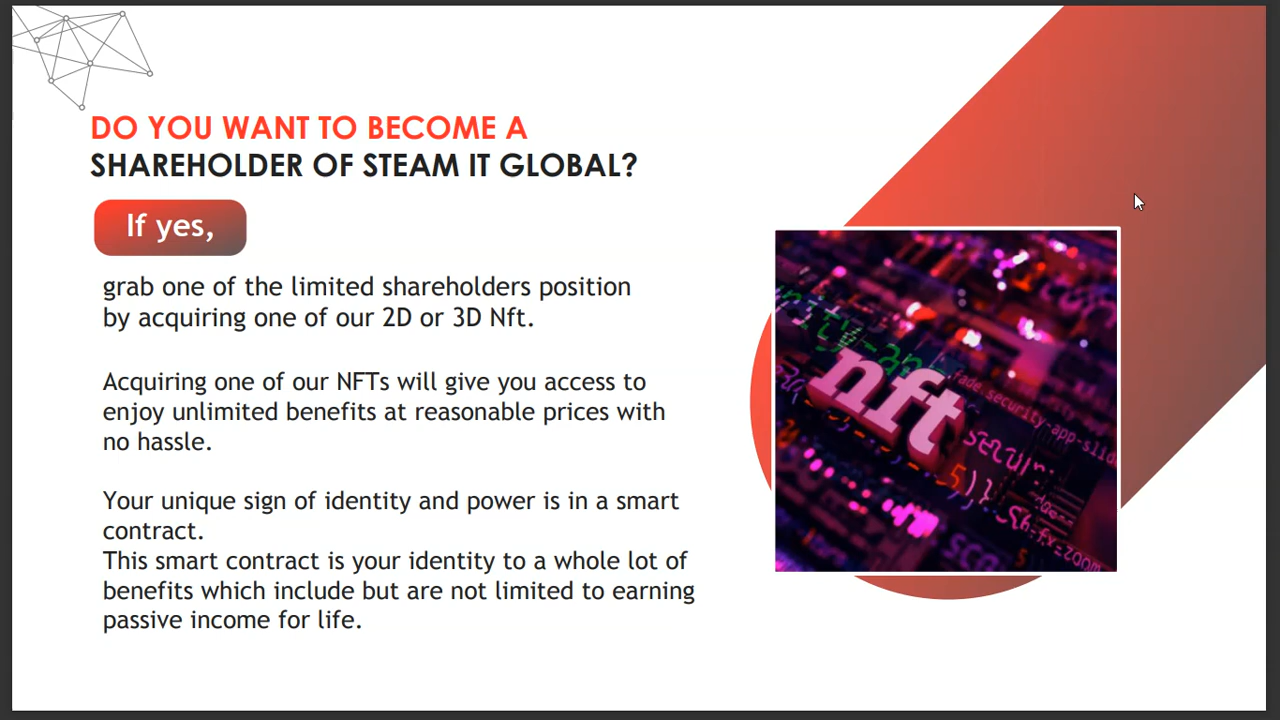 DO YOU WANT TO BECOME A
SHAREHOLDER OF STEAM IT GLOBAL?
If yes,
grab one of the limited shareholders position
by acquiring one of our 2D or 3D Nft.
Acquiring one of our NFTs will give you access to
enjoy unlimited benefits at reasonable prices with
no hassle.
Your unique sign of identity and power is in a smart
contract.
This smart contract is your identity to a whole lot of
benefits which include but are not limited to earning
passive income for life.
nft